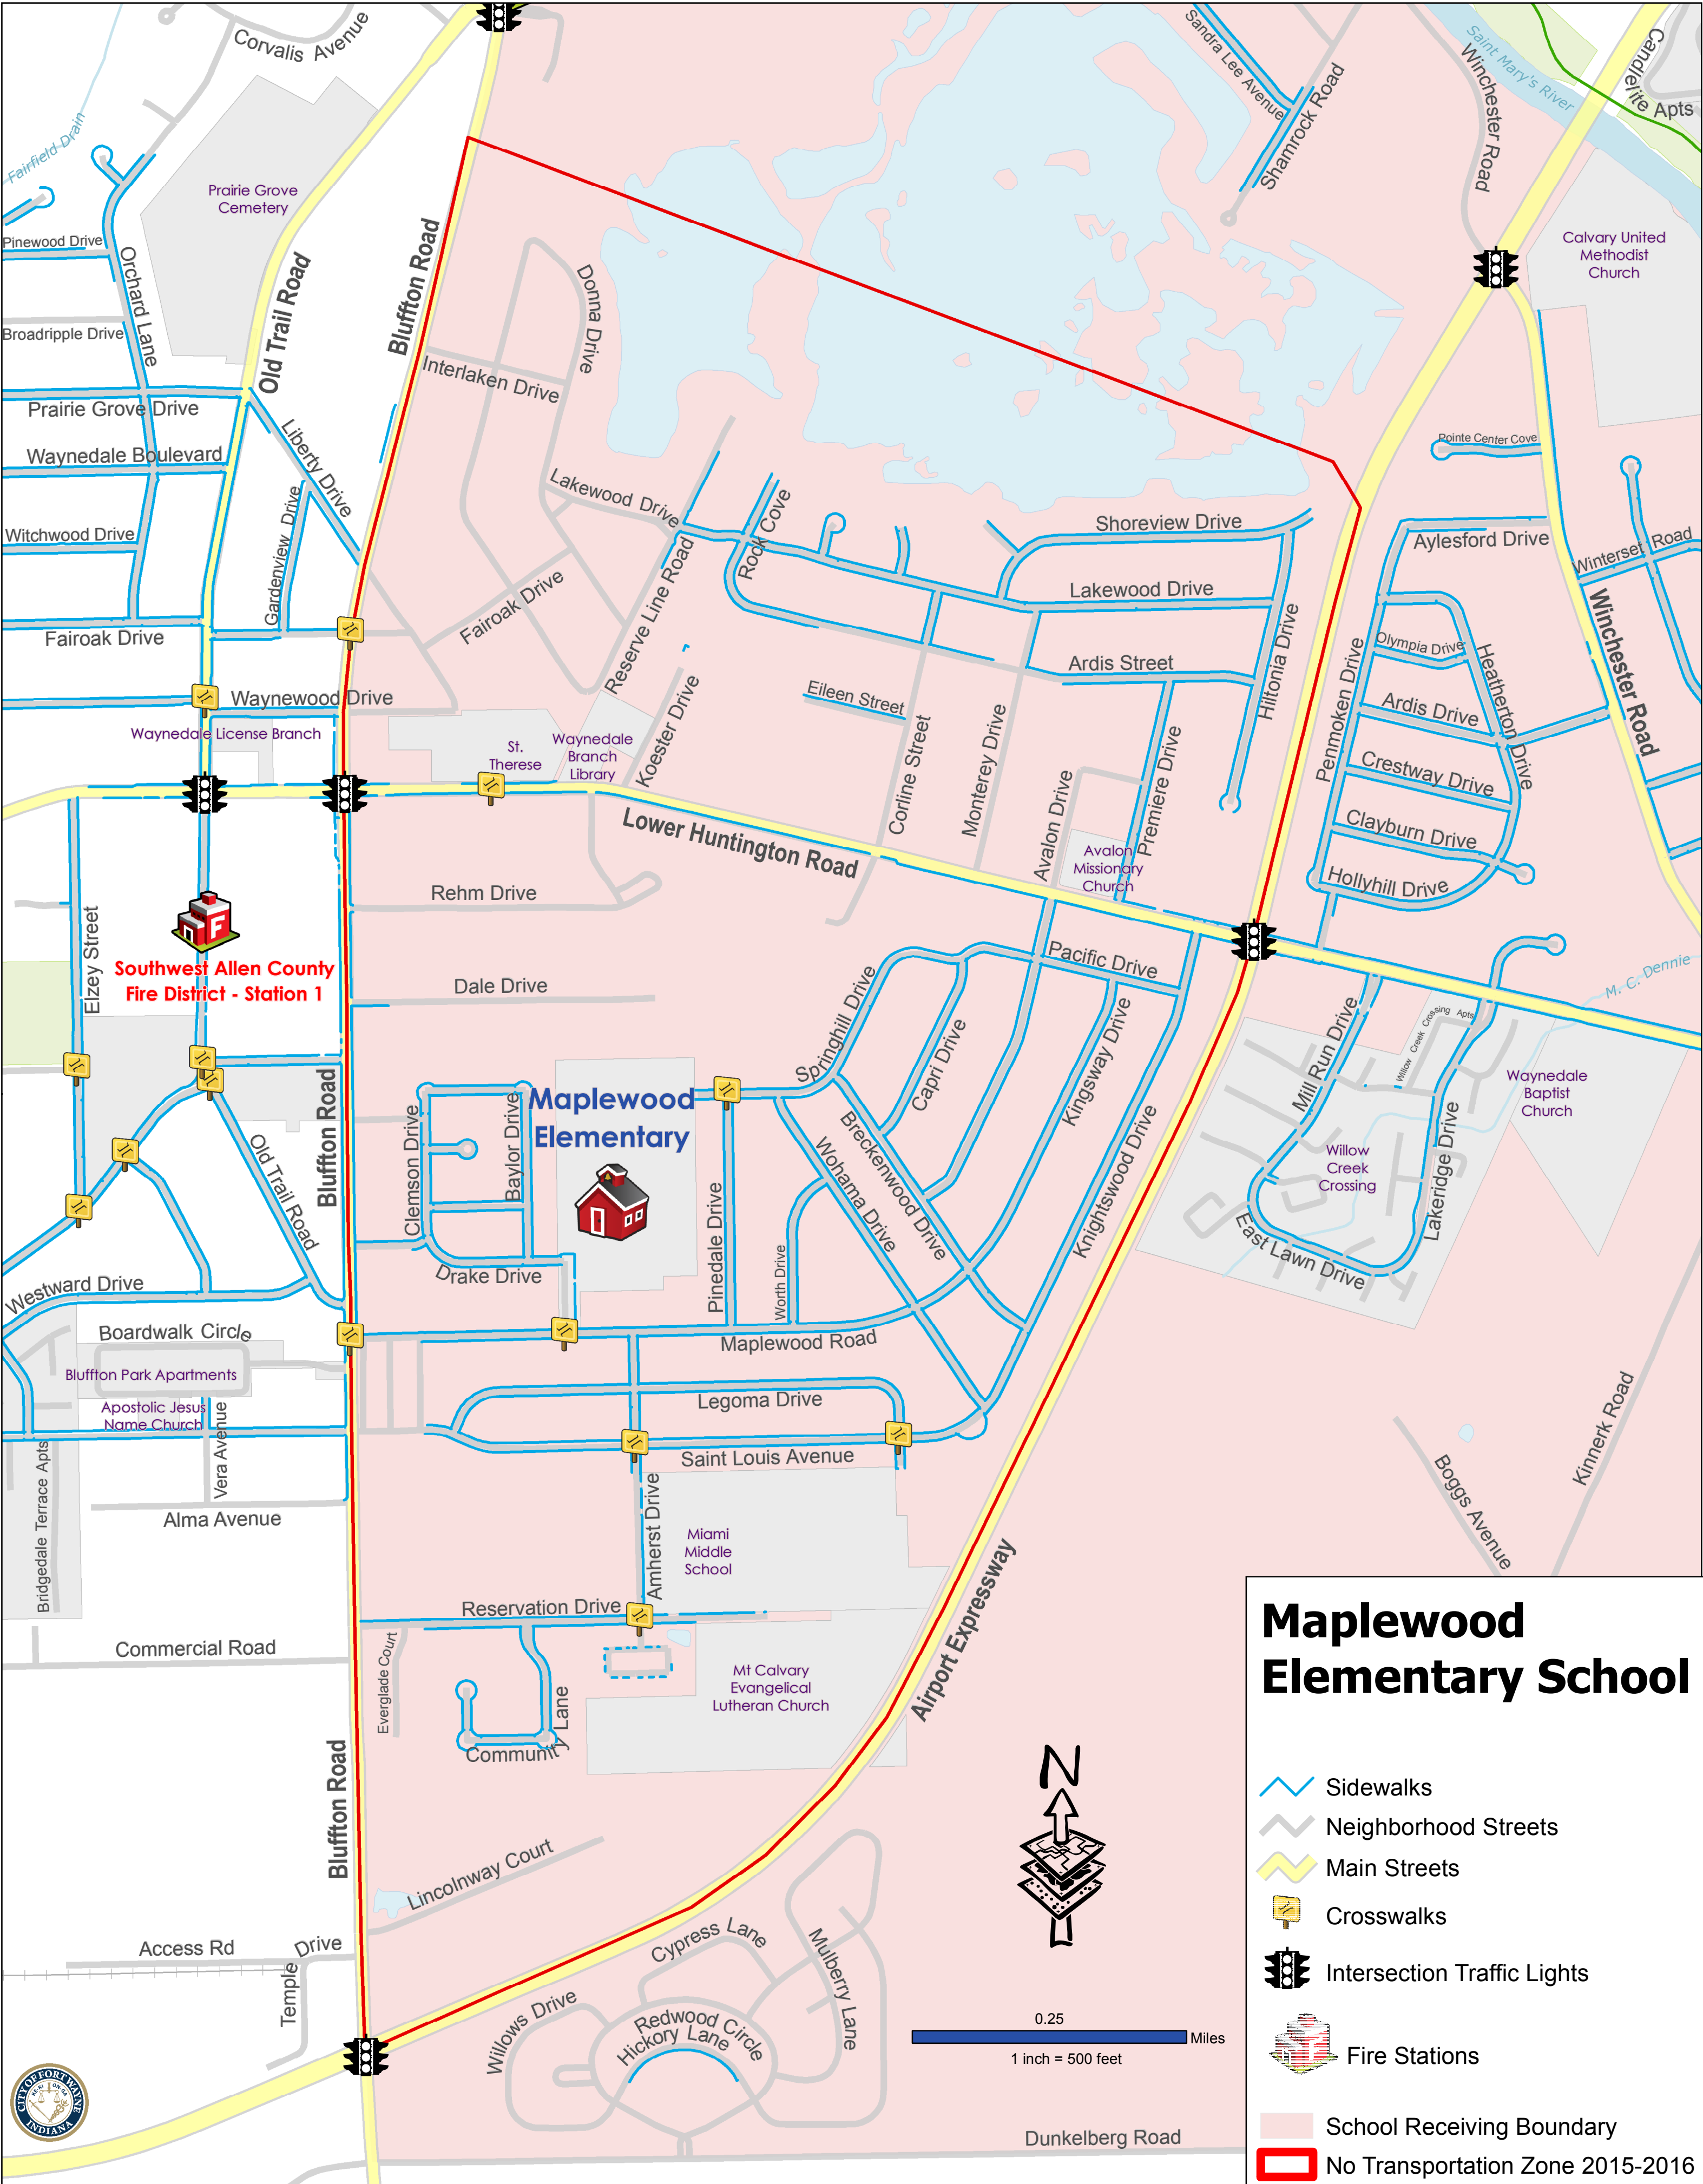 Corvalis Avenue
Fairfield Drain
Prairie Grove
Cemetery
Pinewood Drive
Orchard Lane
Broadripple Drive
Old Trail Road
Bluffton Road
Prairie Grove Drive
Waynedale Boulevard
Liberty Drive
Witchwood Drive
Gardenview Drive
Fairoak Drive
Waynewood Drive
Waynedale License Branch
Sandra Lee Avenue
Shamrock Road
Winchester Road
Saint Mary's River
Candlelite Apts
Calvary United
Methodist
Church
Donna Drive
Interlaken Drive
Lakewood Drive
Rook Cove
Reserve Line Road
Fairoak Drive
Shoreview Drive
Lakewood Drive
Ardis Street
Hiltonia Drive
Eileen Street
Corline Street
Monterey Drive
Avalon Drive
Premiere Drive
Koester Drive
St.
Therese
Waynedale
Branch
Library
Lower Huntington Road
Avalon
Missionary
Church
Pointe Center Cove
Aylesford Drive
Winterset Road
Winchester Road
Olympia Drive
Heatherton Drive
Penmoken Drive
Ardis Drive
Crestway Drive
Clayburn Drive
Hollyhill Drive
Rehm Drive
Dale Drive
Elzey Street
F
Southwest Allen County
Fire District - Station 1
Pacific Drive
Springhill Drive
Capri Drive
Kingsway Drive
Knightswood Drive
Breckenwood Drive
Wohama Drive
Worth Drive
Pinedale Drive
Maplewood
Elementary
Clemson Drive
Baylor Drive
Drake Drive
Bluffton Road
Old Trail Road
Westward Drive
Boardwalk Circle
Bluffton Park Apartments
Apostolic Jesus
Name Church
Vera Avenue
Bridgedale Terrace Apts
Alma Avenue
Commercial Road
Maplewood Road
Legoma Drive
Saint Louis Avenue
Amherst Drive
Miami
Middle
School
Reservation Drive
Everglade Court
Community Lane
Mt Calvary
Evangelical
Lutheran Church
Airport Expressway
M. C. Dennie
Mill Run Drive
Willow Creek Crossing Apts
Waynedale
Baptist
Church
Willow
Creek
Crossing
Lakeridge Drive
East Lawn Drive
Kinnerk Road
Boggs Avenue
Bluffton Road
Lincolnway Court
Access Rd
Temple Drive
Cypress Lane
Mulberry Lane
Willows Drive
Redwood Circle
Hickory Lane
Dunkelberg Road
N
0.25
Miles
1 inch = 500 feet
CITY OF FORT WAYNE
INDIANA
Maplewood
Elementary School
Sidewalks
Neighborhood Streets
Main Streets
Crosswalks
Intersection Traffic Lights
Fire Stations
School Receiving Boundary
No Transportation Zone 2015-2016